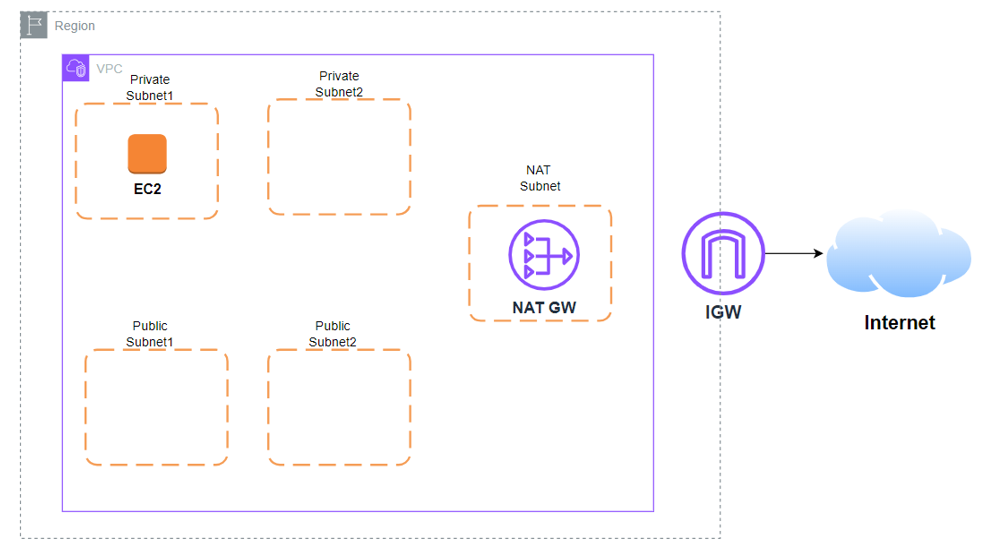 Region
VPC
Private
Subnet1
Private
Subnet2
EC2
NAT
Subnet
NAT GW
IGW
Internet
Public
Subnet1
Public
Subnet2